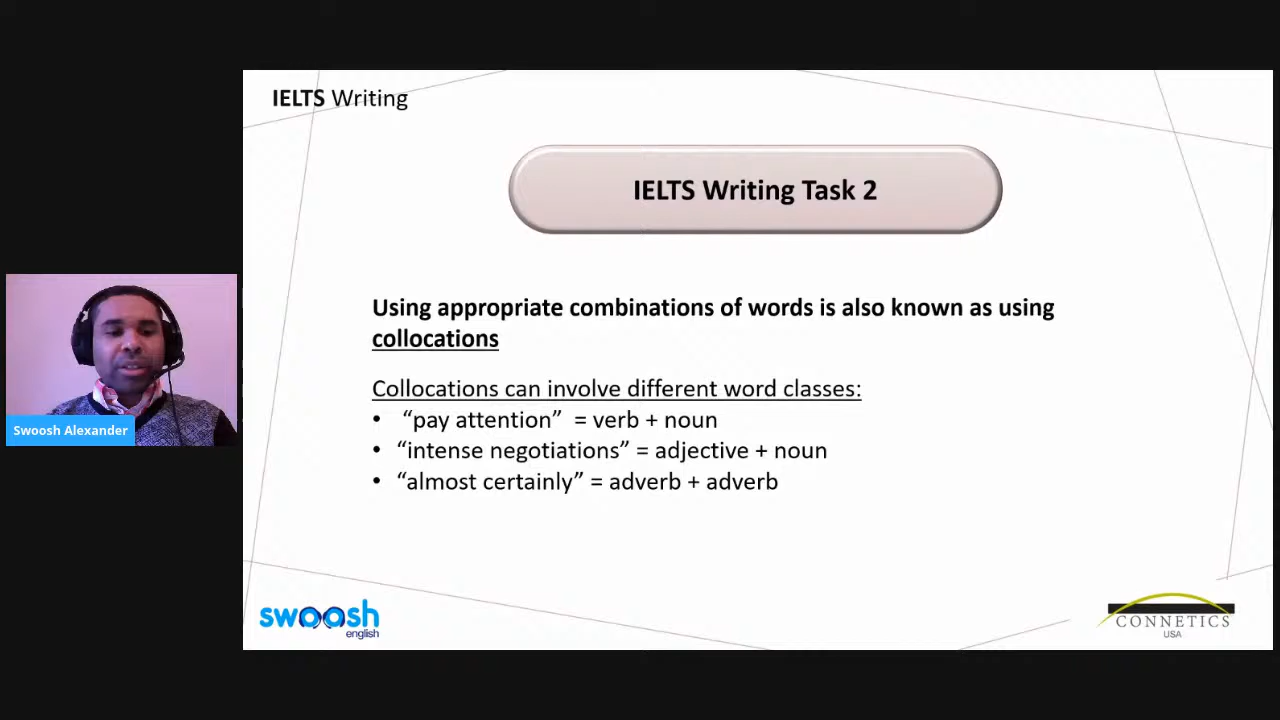 IELTS Writing
IELTS Writing Task 2
Using appropriate combinations of words is also known as using
collocations
Collocations can involve different word classes:
• “pay attention” = verb + noun
• “intense negotiations” = adjective + noun
• “almost certainly” = adverb + adverb
Swoosh Alexander
swoosh
english
CONNETICS
USA